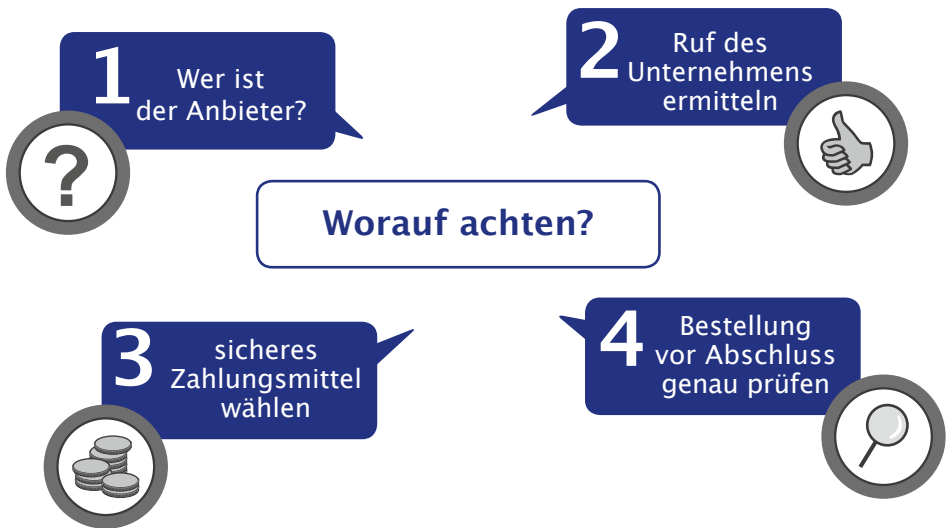 1
Wer ist
der Anbieter?
?
2
Ruf des
Unternehmens
ermitteln
Worauf achten?
3
sicheres
Zahlungsmittel
wählen
4
Bestellung
vor Abschluss
genau prüfen